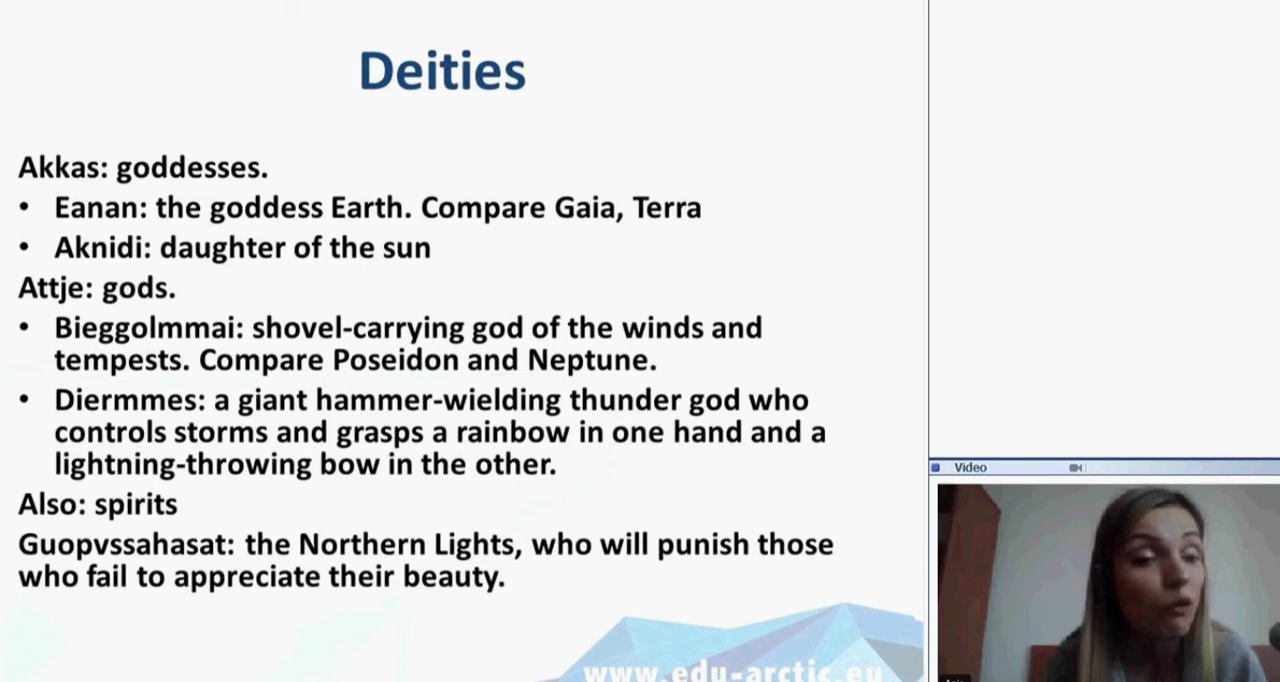 Deities
Akkas: goddesses.
• Eanan: the goddess Earth. Compare Gaia, Terra
• Aknidi: daughter of the sun
Attje: gods.
• Bieggolmmai: shovel-carrying god of the winds and
tempests. Compare Poseidon and Neptune.
• Diermmes: a giant hammer-wielding thunder god who
controls storms and grasps a rainbow in one hand and a
lightning-throwing bow in the other.
Also: spirits
Guopvssahasat: the Northern Lights, who will punish those
who fail to appreciate their beauty.
www.edu-arctic.eu
Video